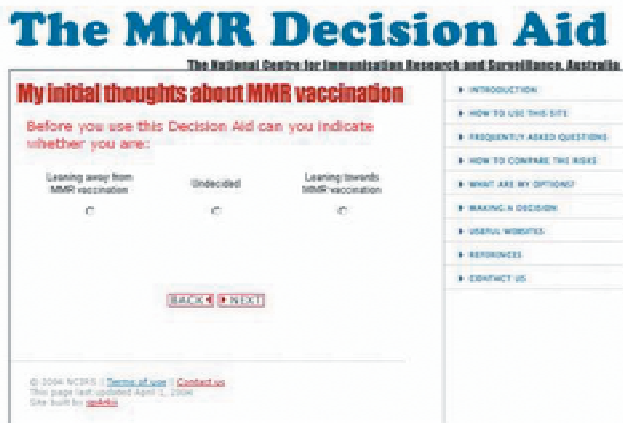 The MMR Decision Aid
The National Centre for Immunisation Research and Surveillance, Australia
My initial thoughts about MMR vaccination
Before you use this Decision Aid can you indicate
whether you are:
Leaning away from
MMR vaccination
Undecided
Leaning towards
MMR vaccination
BACK NEXT
© 2004 NCIRS | Terms of use | Contact us
This page last updated April 1, 2004
Site built by
INTRODUCTION
HOW TO USE THIS SITE
FREQUENTLY ASKED QUESTIONS
HOW TO COMPARE THE RISKS
WHAT ARE MY OPTIONS?
MAKING A DECISION
USEFUL WEBSITES
REFERENCES
CONTACT US